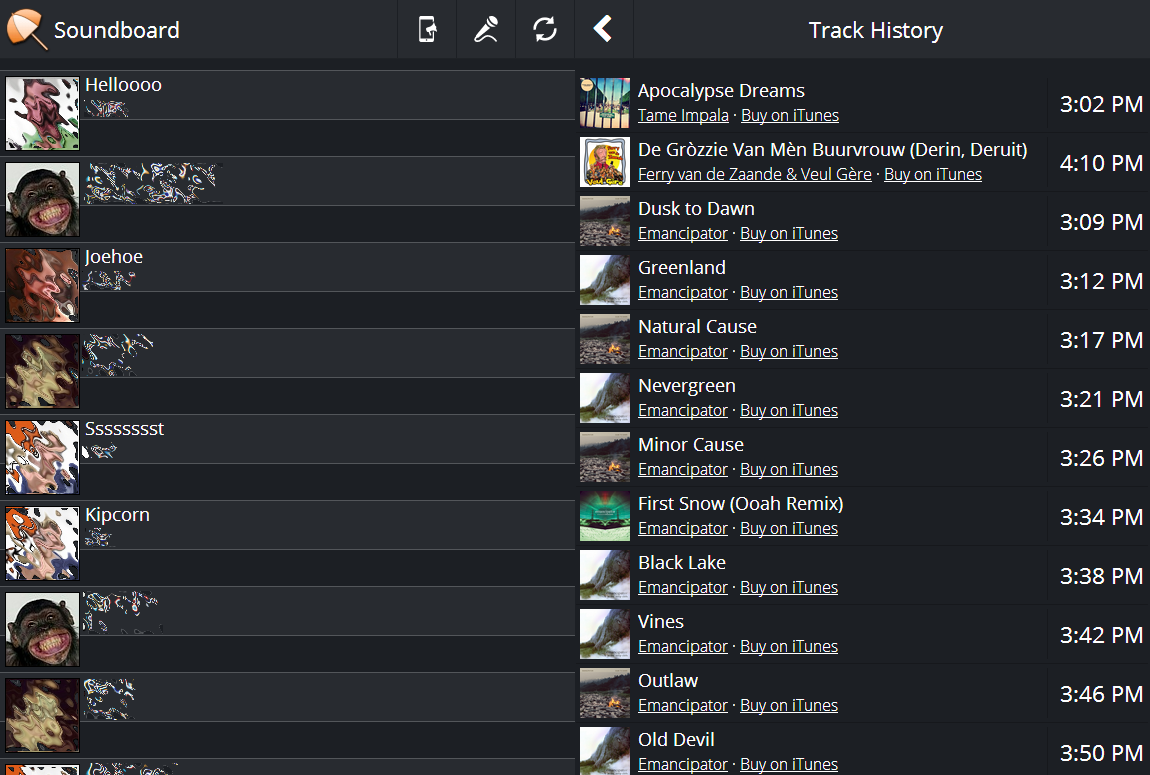 Soundboard
Helloooo
Joehoe
Sssssssst
Kipcorn
Track History
Apocalypse Dreams
Tame Impala · Buy on iTunes
3:02 PM
De Gròzzie Van Mèn Buurvrouw (Derin, Deruit)
Ferry van de Zaande & Veul Gère · Buy on iTunes
4:10 PM
Dusk to Dawn
Emancipator · Buy on iTunes
3:09 PM
Greenland
Emancipator · Buy on iTunes
3:12 PM
Natural Cause
Emancipator · Buy on iTunes
3:17 PM
Nevergreen
Emancipator · Buy on iTunes
3:21 PM
Minor Cause
Emancipator · Buy on iTunes
3:26 PM
First Snow (Ooah Remix)
Emancipator · Buy on iTunes
3:34 PM
Black Lake
Emancipator · Buy on iTunes
3:38 PM
Vines
Emancipator · Buy on iTunes
3:42 PM
Outlaw
Emancipator · Buy on iTunes
3:46 PM
Old Devil
Emancipator · Buy on iTunes
3:50 PM